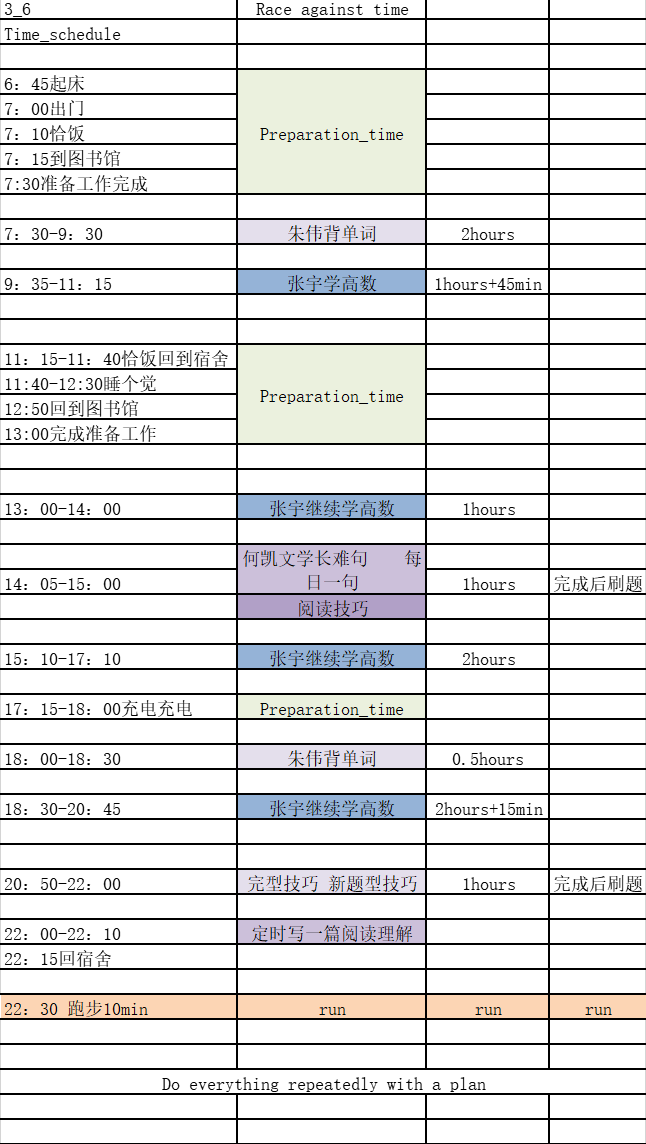 3_6 Race against time
Time_schedule
6：45起床
7：00出门
7：10恰饭
Preparation_time
7：15到图书馆
7:30准备工作完成
7：30-9：30 朱伟背单词 2hours
9：35-11：15 张宇学高数 1hours+45min
11：15-11：40恰饭回到宿舍
11:40-12:30睡个觉
Preparation_time
12:50回到图书馆
13:00完成准备工作
13：00-14：00 张宇继续学高数 1hours
何凯文学长难句 每
14：05-15：00 日一句 1hours 完成后刷题
阅读技巧
15：10-17：10 张宇继续学高数 2hours
17：15-18：00充电充电 Preparation_time
18：00-18：30 朱伟背单词 0.5hours
18：30-20：45 张宇继续学高数 2hours+15min
20：50-22：00 完型技巧 新题型技巧 1hours 完成后刷题
22：00-22：10 定时写一篇阅读理解
22：15回宿舍
22：30 跑步10min run run run
Do everything repeatedly with a plan